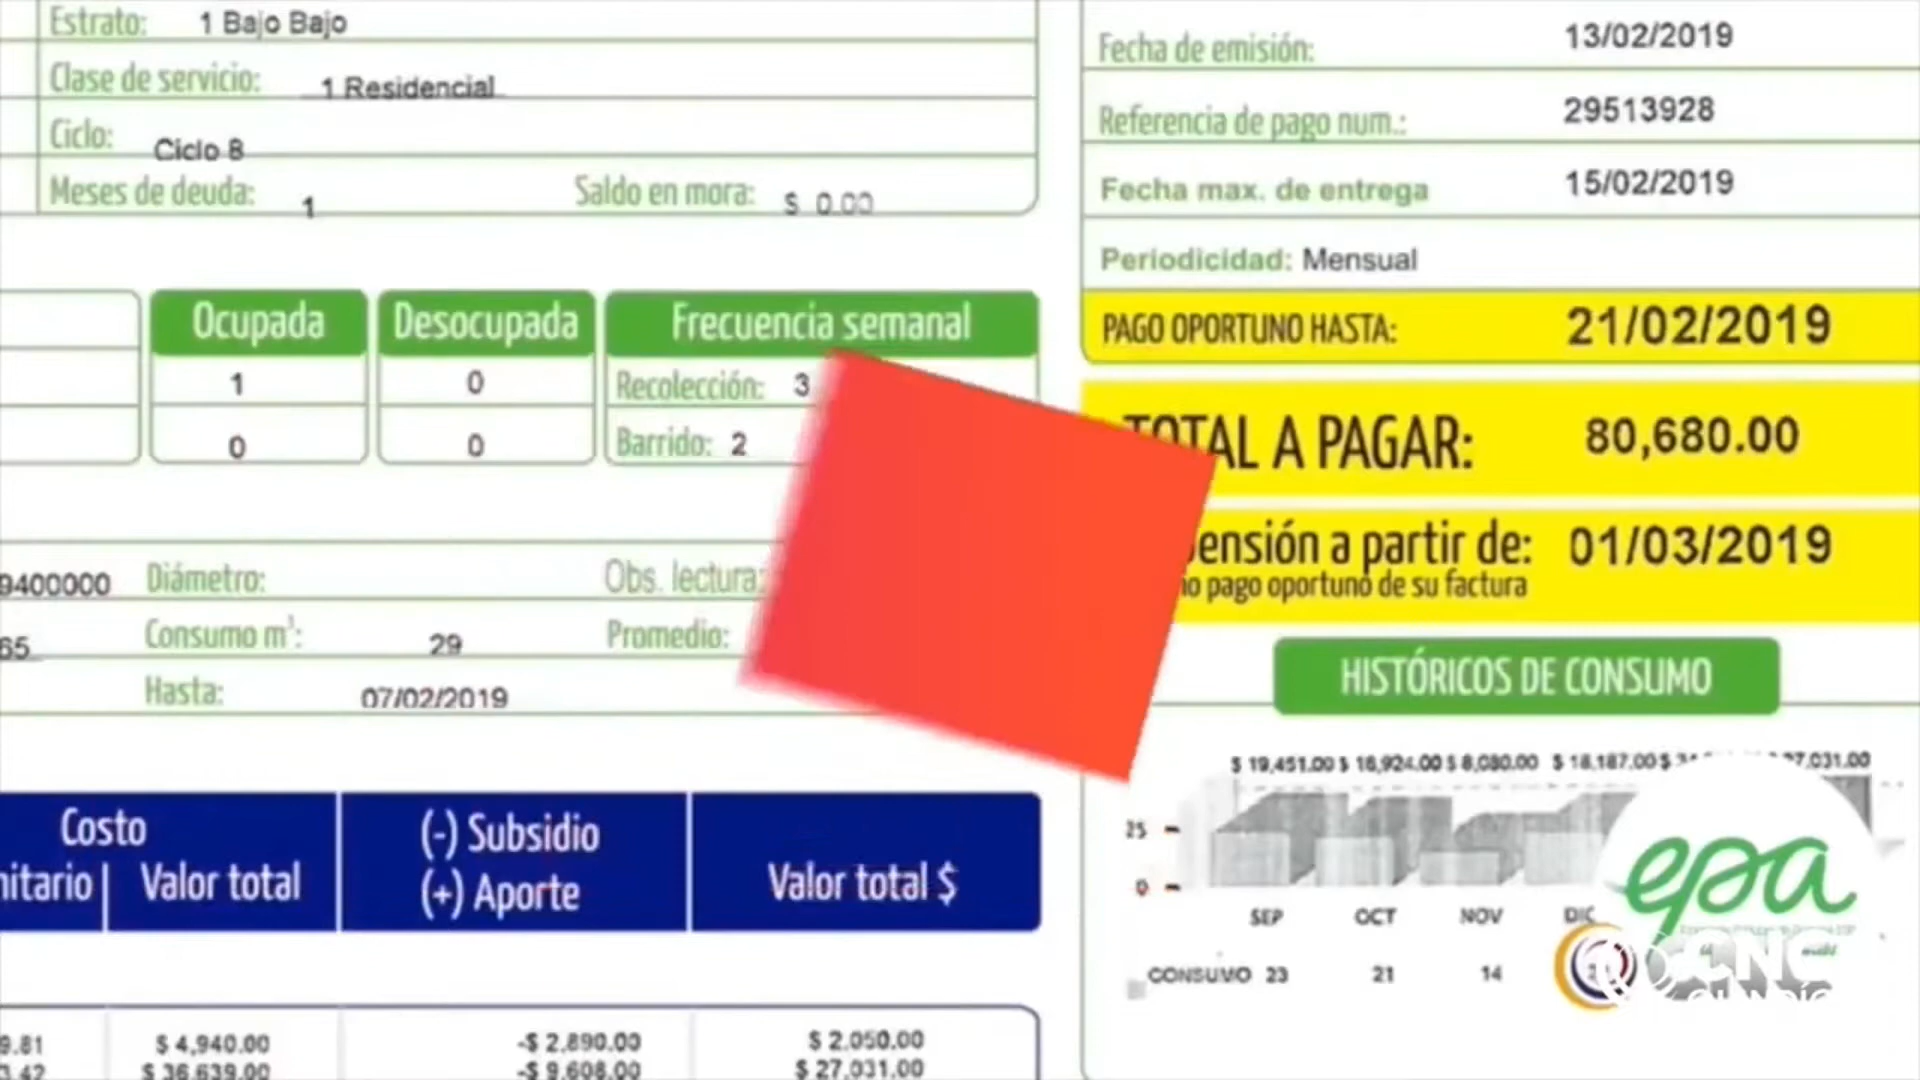 Estrato: 1 Bajo Bajo
Clase de servicio: 1 Residencial
Ciclo: Ciclo 8
Meses de deuda: 1 Saldo en mora: $ 0.00
Fecha de emisión: 13/02/2019
Referencia de pago num.: 29513928
Fecha max. de entrega 15/02/2019
Periodicidad: Mensual
PAGO OPORTUNO HASTA: 21/02/2019
TOTAL A PAGAR: 80,680.00
pensión a partir de: 01/03/2019
no pago oportuno de su factura
Ocupada Desocupada Frecuencia semanal
1 0 Recolección: 3
0 0 Barrido: 2
9400000 Diámetro: Obs. lectura:
65 Consumo m³: 29 Promedio:
Hasta: 07/02/2019
Costo
nitario Valor total
(-) Subsidio
(+) Aporte
Valor total $
9.81 $ 4,940.00 -$ 2,890.00 $ 2,050.00
3.42 $ 36,639.00 -$ 9,608.00 $ 27,031.00
HISTÓRICOS DE CONSUMO
$ 19,451.00 $ 16,924.00 $ 8,080.00 $ 18,187.00 27,031.00
25
0
SEP OCT NOV DIC
CONSUMO 23 21 14
epa
CNC